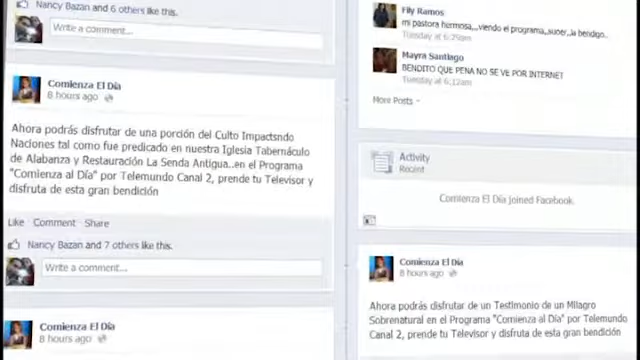 Nancy Bazan and 6 others like this.
Write a comment...
Comienza El Día
8 hours ago
Ahora podrás disfrutar de una porción del Culto Impactsndo
Naciones tal como fue predicado en nuestra Iglesia Tabernáculo
de Alabanza y Restauración La Senda Antigua..en el Programa
"Comienza al Día" por Telemundo Canal 2, prende tu Televisor y
disfruta de esta gran bendición
Like Comment Share
Nancy Bazan and 7 others like this.
Write a comment...
Comienza El Día
8 hours ago
Fily Ramos
mi pastora hermosa,,,viendo el programa,,super,,la bendigo..
Tuesday at 6:29am
Mayra Santiago
BENDITO QUE PENA NO SE VE POR INTERNET
Tuesday at 6:12am
More Posts
Activity
Recent
Comienza El Día joined Facebook.
Comienza El Día
8 hours ago
Ahora podrás disfrutar de un Testimonio de un Milagro
Sobrenatural en el Programa "Comienza al Día" por Telemundo
Canal 2, prende tu Televisor y disfruta de esta gran bendición